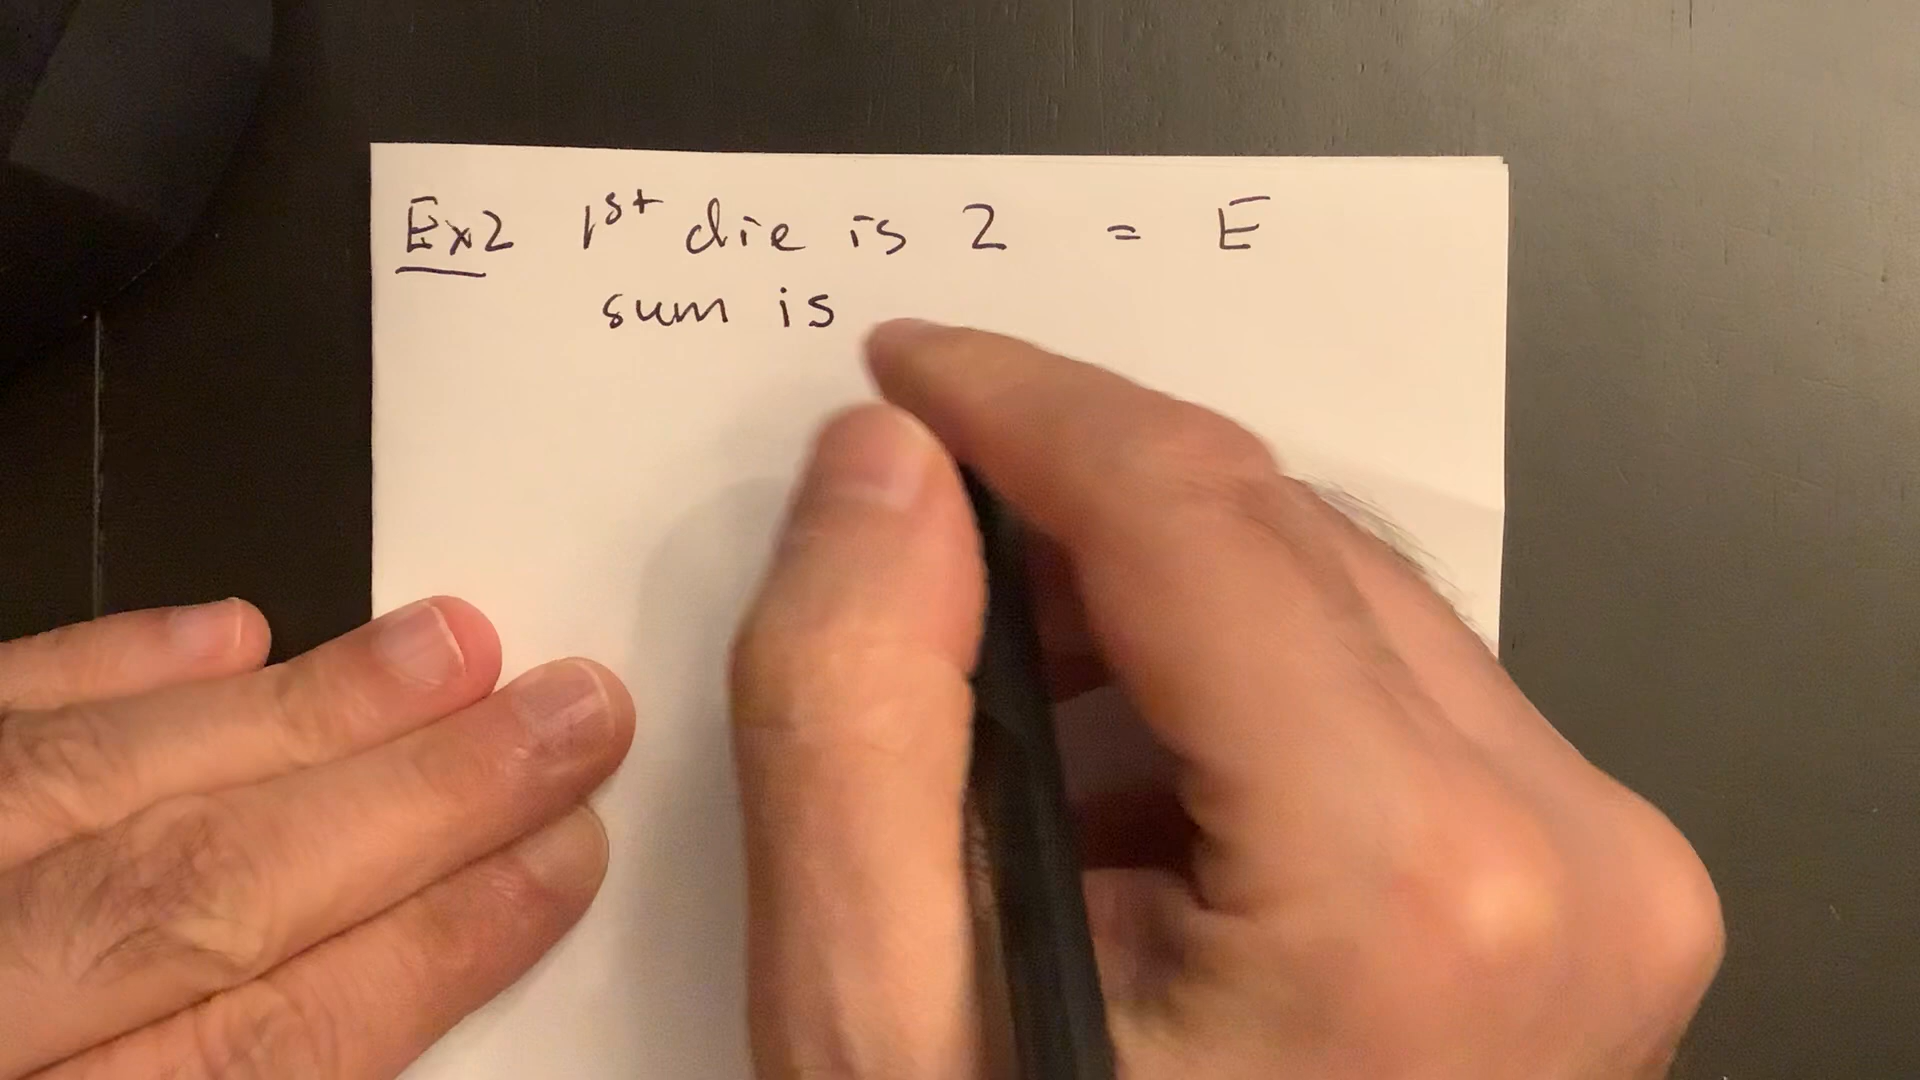 Ex2 1st die is 2 = E
sum is